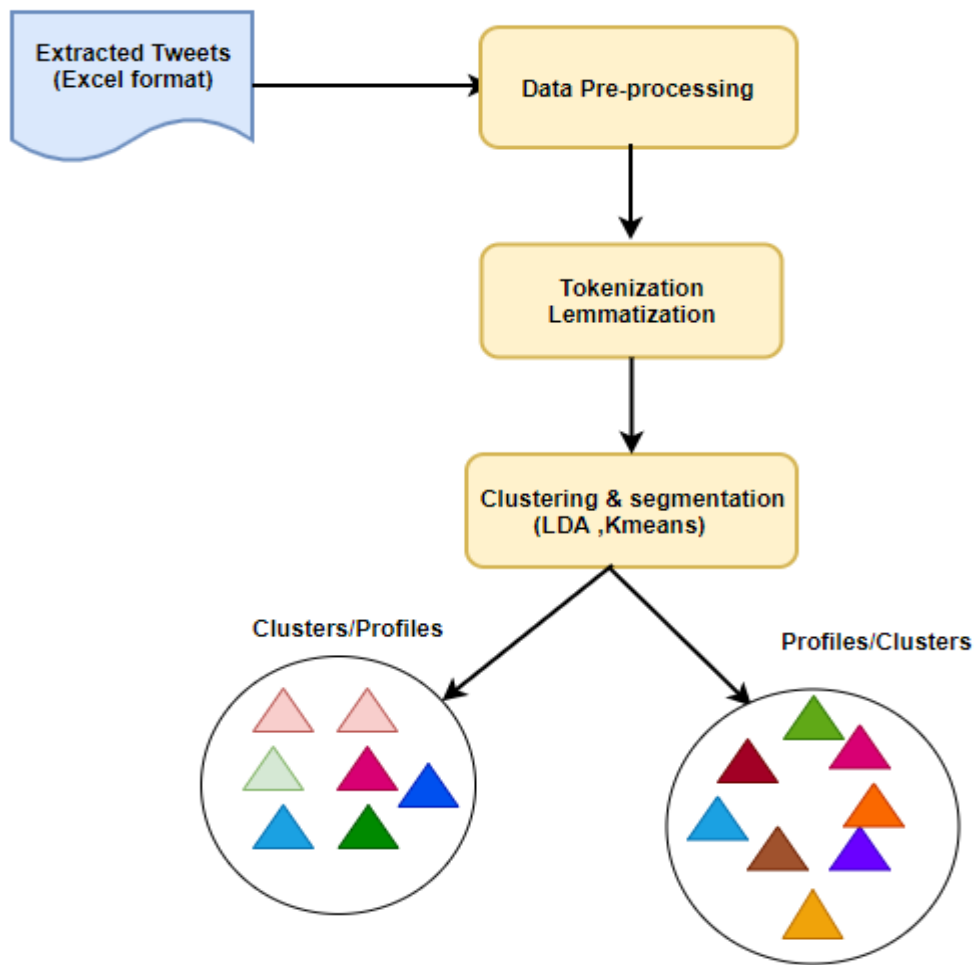 Extracted Tweets
(Excel format)
Data Pre-processing
Tokenization
Lemmatization
Clustering & segmentation
(LDA ,Kmeans)
Clusters/Profiles
Profiles/Clusters